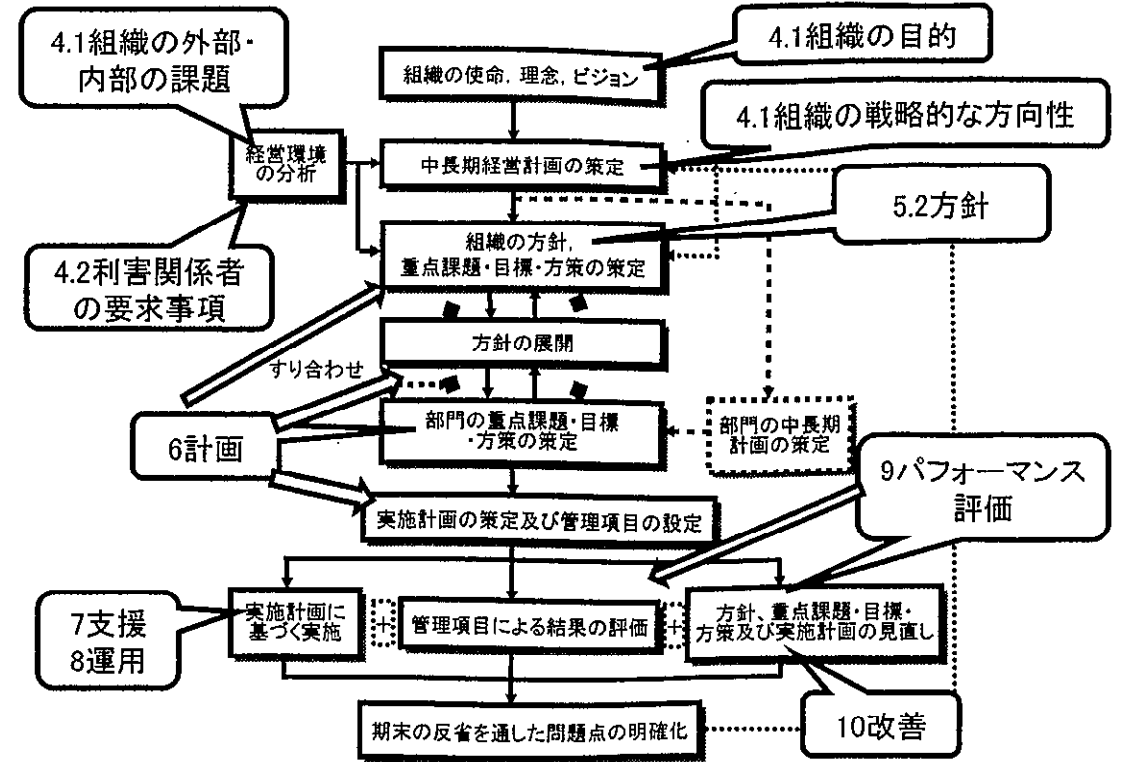 4.1組織の外部・
内部の課題
4.1組織の目的
組織の使命，理念，ビジョン
4.1組織の戦略的な方向性
経営環境
の分析
中長期経営計画の策定
5.2方針
組織の方針，
重点課題・目標・方策の策定
4.2利害関係者
の要求事項
方針の展開
すり合わせ
6計画
部門の重点課題・目標
・方策の策定
部門の中長期
計画の策定
9パフォーマンス
評価
実施計画の策定及び管理項目の設定
7支援
8運用
実施計画に
基づく実施
+
管理項目による結果の評価
+
方針、重点課題・目標・
方策及び実施計画の見直し
10改善
期末の反省を通した問題点の明確化